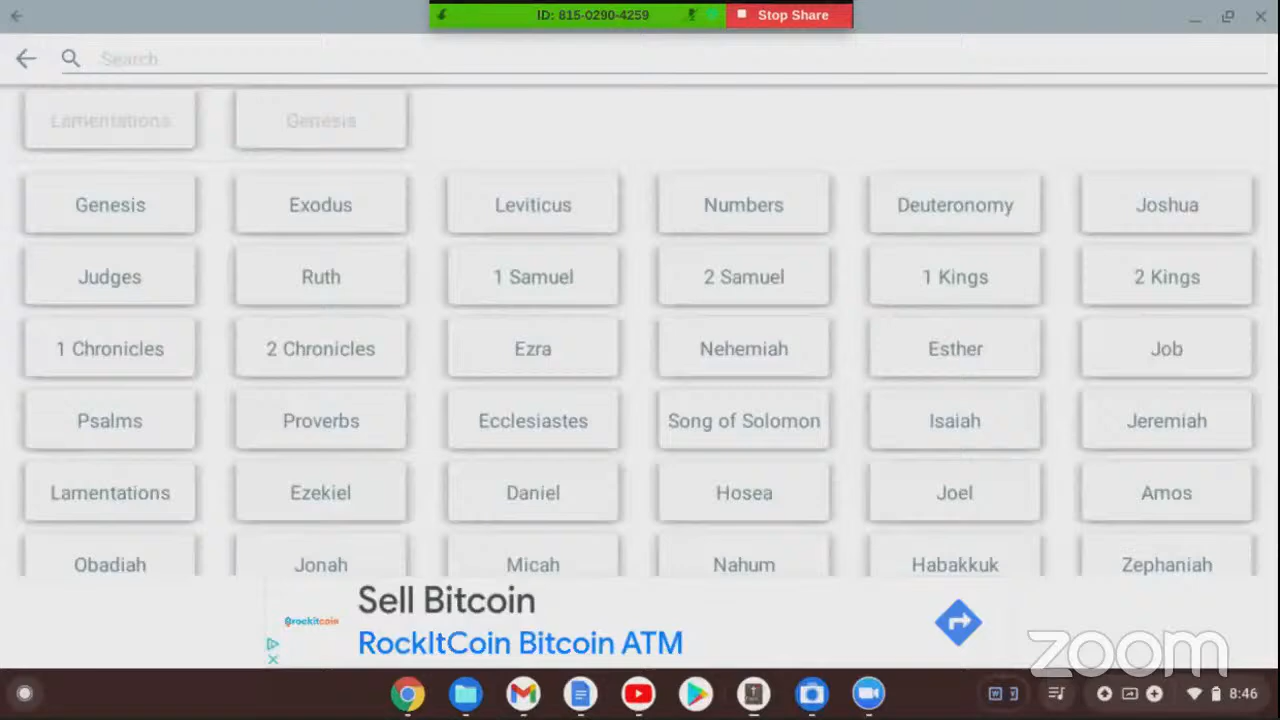 ID: 815-0290-4259 Stop Share
Search
Lamentations Genesis
Genesis Exodus Leviticus Numbers Deuteronomy Joshua
Judges Ruth 1 Samuel 2 Samuel 1 Kings 2 Kings
1 Chronicles 2 Chronicles Ezra Nehemiah Esther Job
Psalms Proverbs Ecclesiastes Song of Solomon Isaiah Jeremiah
Lamentations Ezekiel Daniel Hosea Joel Amos
Obadiah Jonah Micah Nahum Habakkuk Zephaniah
Sell Bitcoin
rockitcoin
RockItCoin Bitcoin ATM
zoom
8:46